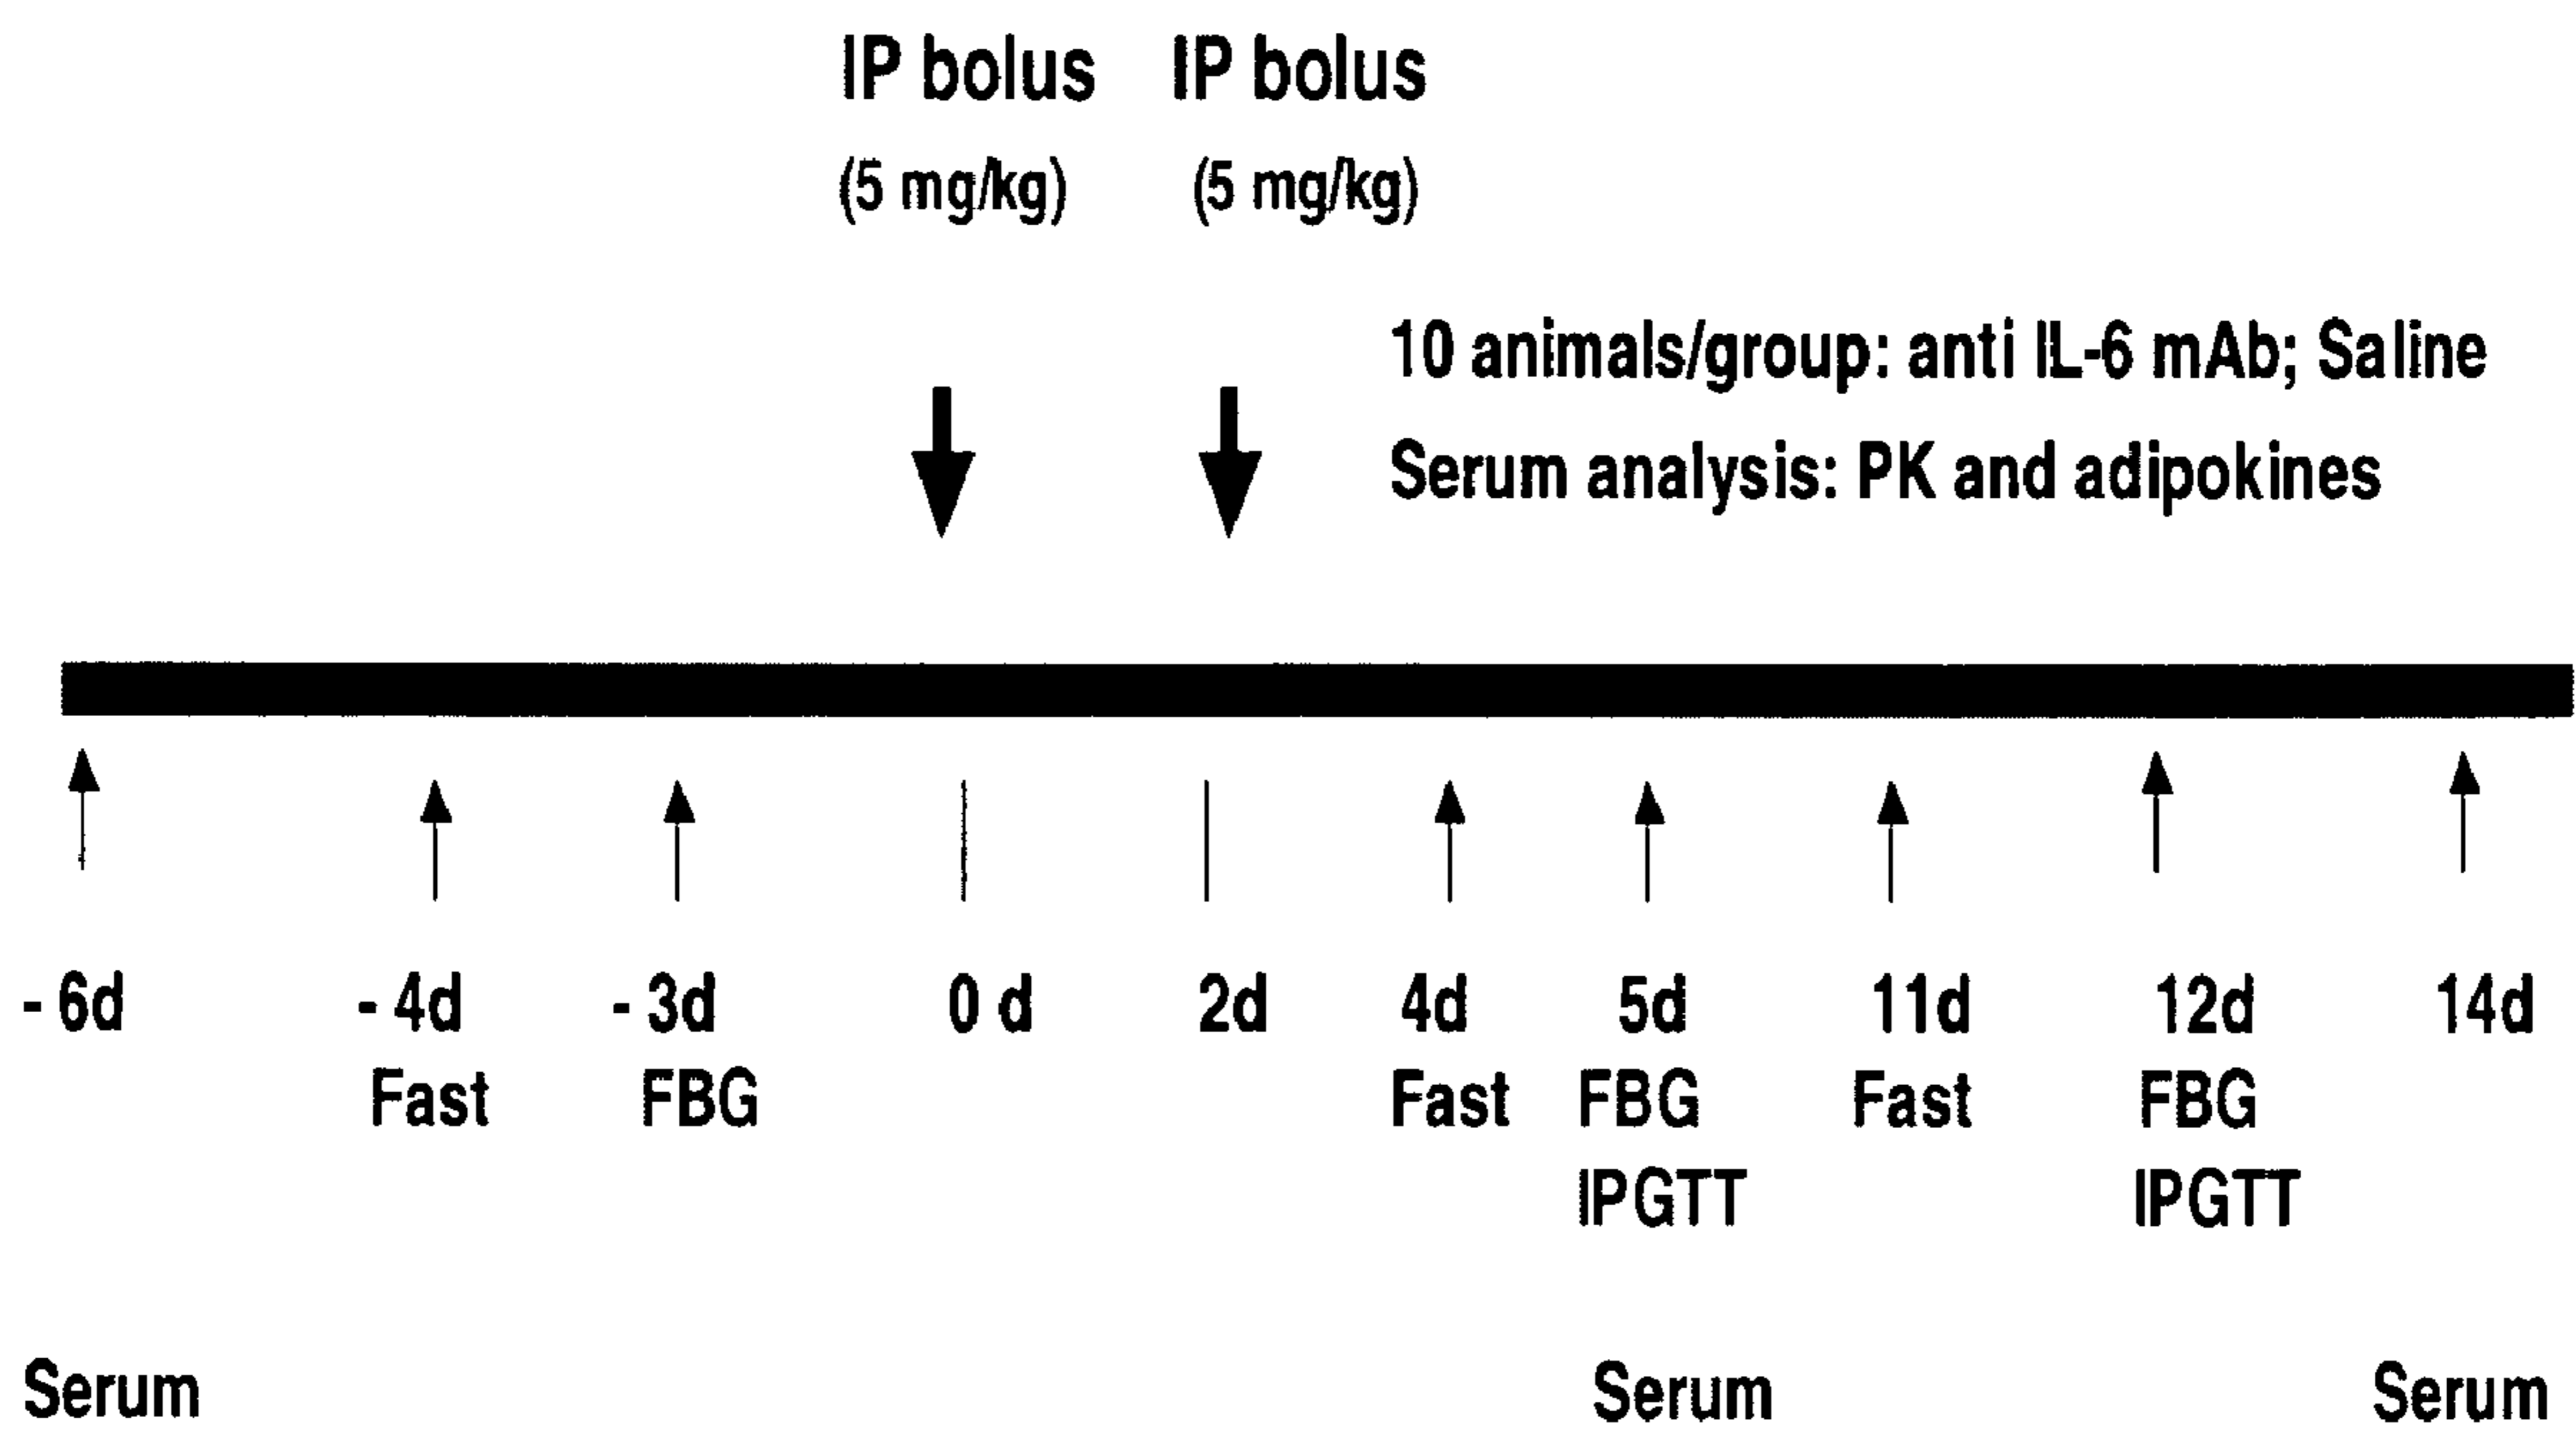 IP bolus IP bolus
(5 mg/kg) (5 mg/kg)
10 animals/group: anti IL-6 mAb; Saline
Serum analysis: PK and adipokines
- 6d - 4d - 3d 0 d 2d 4d 5d 11d 12d 14d
Fast FBG Fast FBG Fast FBG
IPGTT IPGTT
Serum Serum Serum